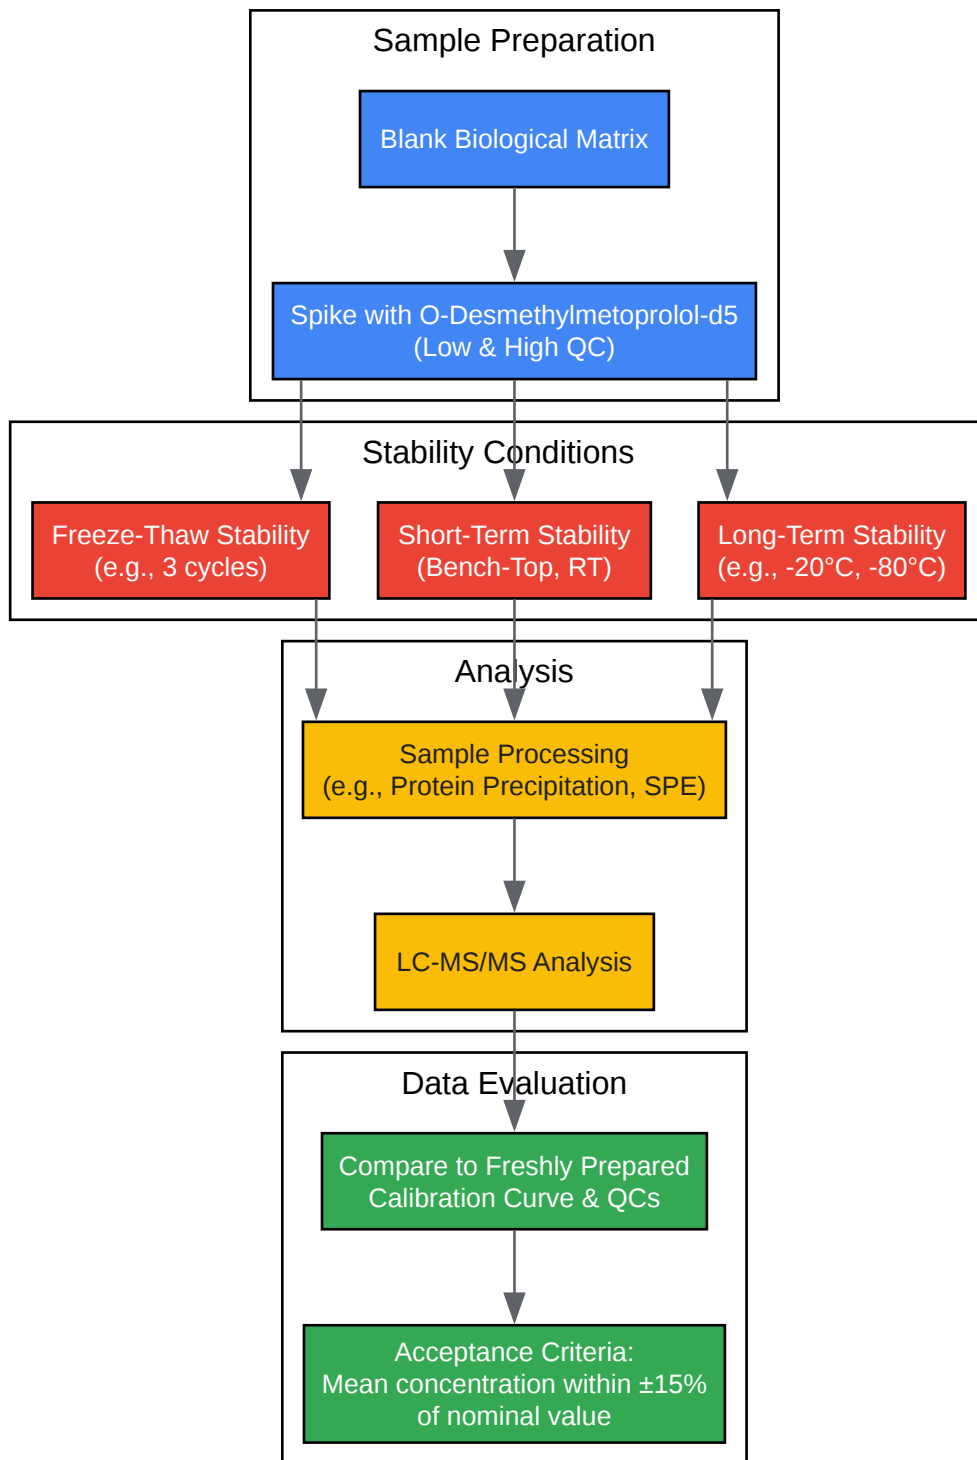 Sample Preparation
Blank Biological Matrix
Spike with O-Desmethylmetoprolol-d5
(Low & High QC)
Stability Conditions
Freeze-Thaw Stability
(e.g., 3 cycles)
Short-Term Stability
(Bench-Top, RT)
Long-Term Stability
(e.g., -20°C, -80°C)
Analysis
Sample Processing
(e.g., Protein Precipitation, SPE)
LC-MS/MS Analysis
Data Evaluation
Compare to Freshly Prepared
Calibration Curve & QCs
Acceptance Criteria:
Mean concentration within ±15%
of nominal value